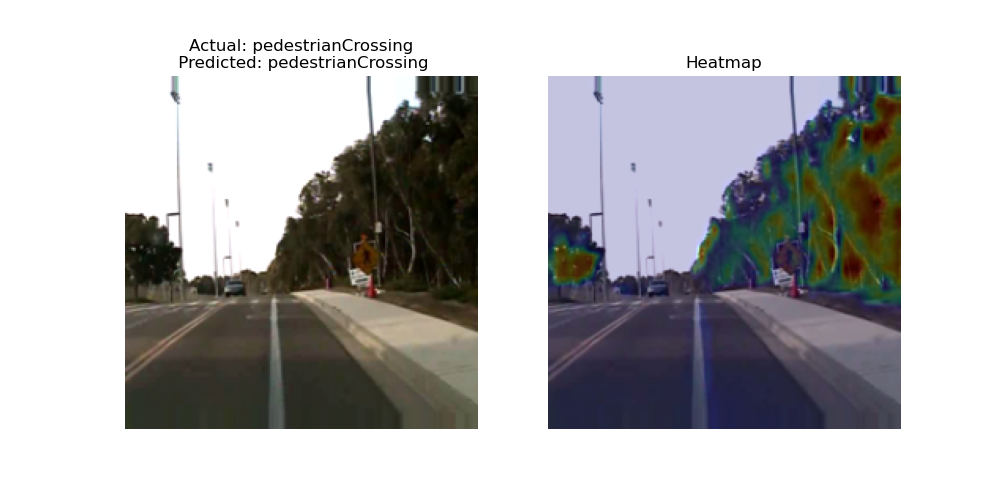 Actual: pedestrianCrossing
Predicted: pedestrianCrossing
Heatmap